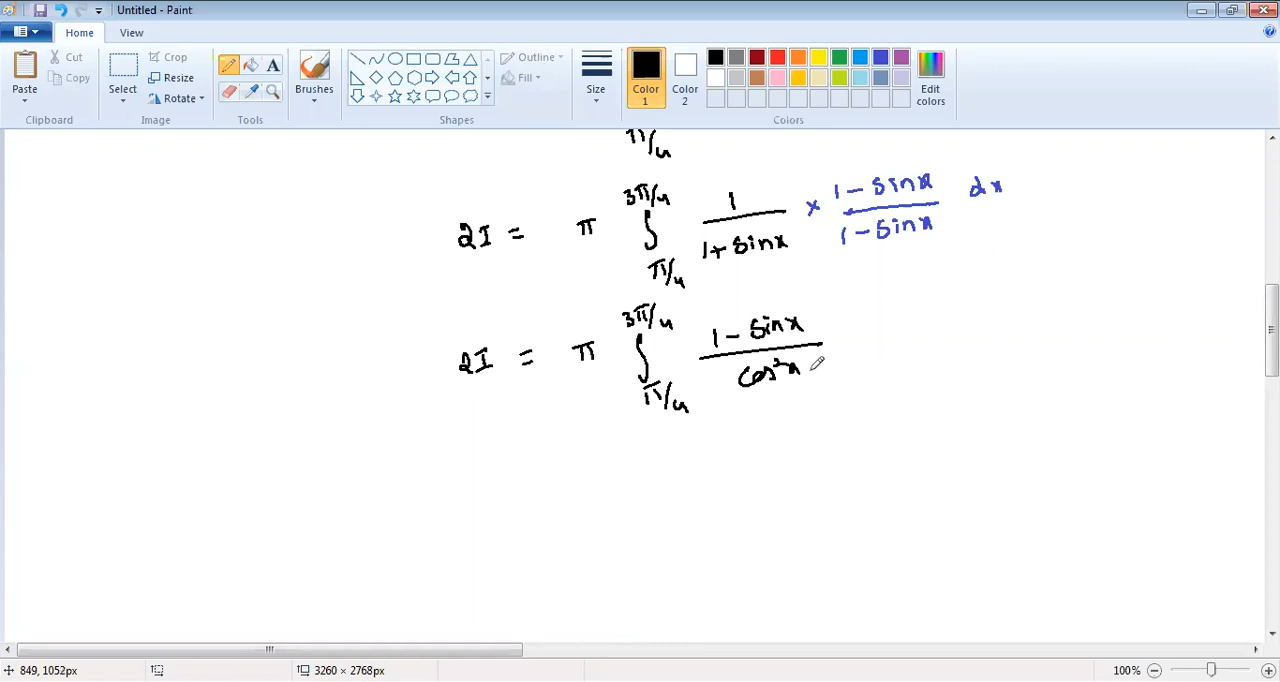 Untitled - Paint
Home View
Paste
Cut
Copy
Clipboard
Select
Crop
Resize
Rotate
Image
Tools
Brushes
Outline
Fill
Shapes
Size
Color 1
Color 2
Edit colors
Colors
π/4
2I = π ∫_{π/4}^{3π/4} 1/(1+sinx) × (1-sinx)/(1-sinx) dx
2I = π ∫_{π/4}^{3π/4} (1-sinx)/cos²x
849, 1052px
3260 × 2768px
100%